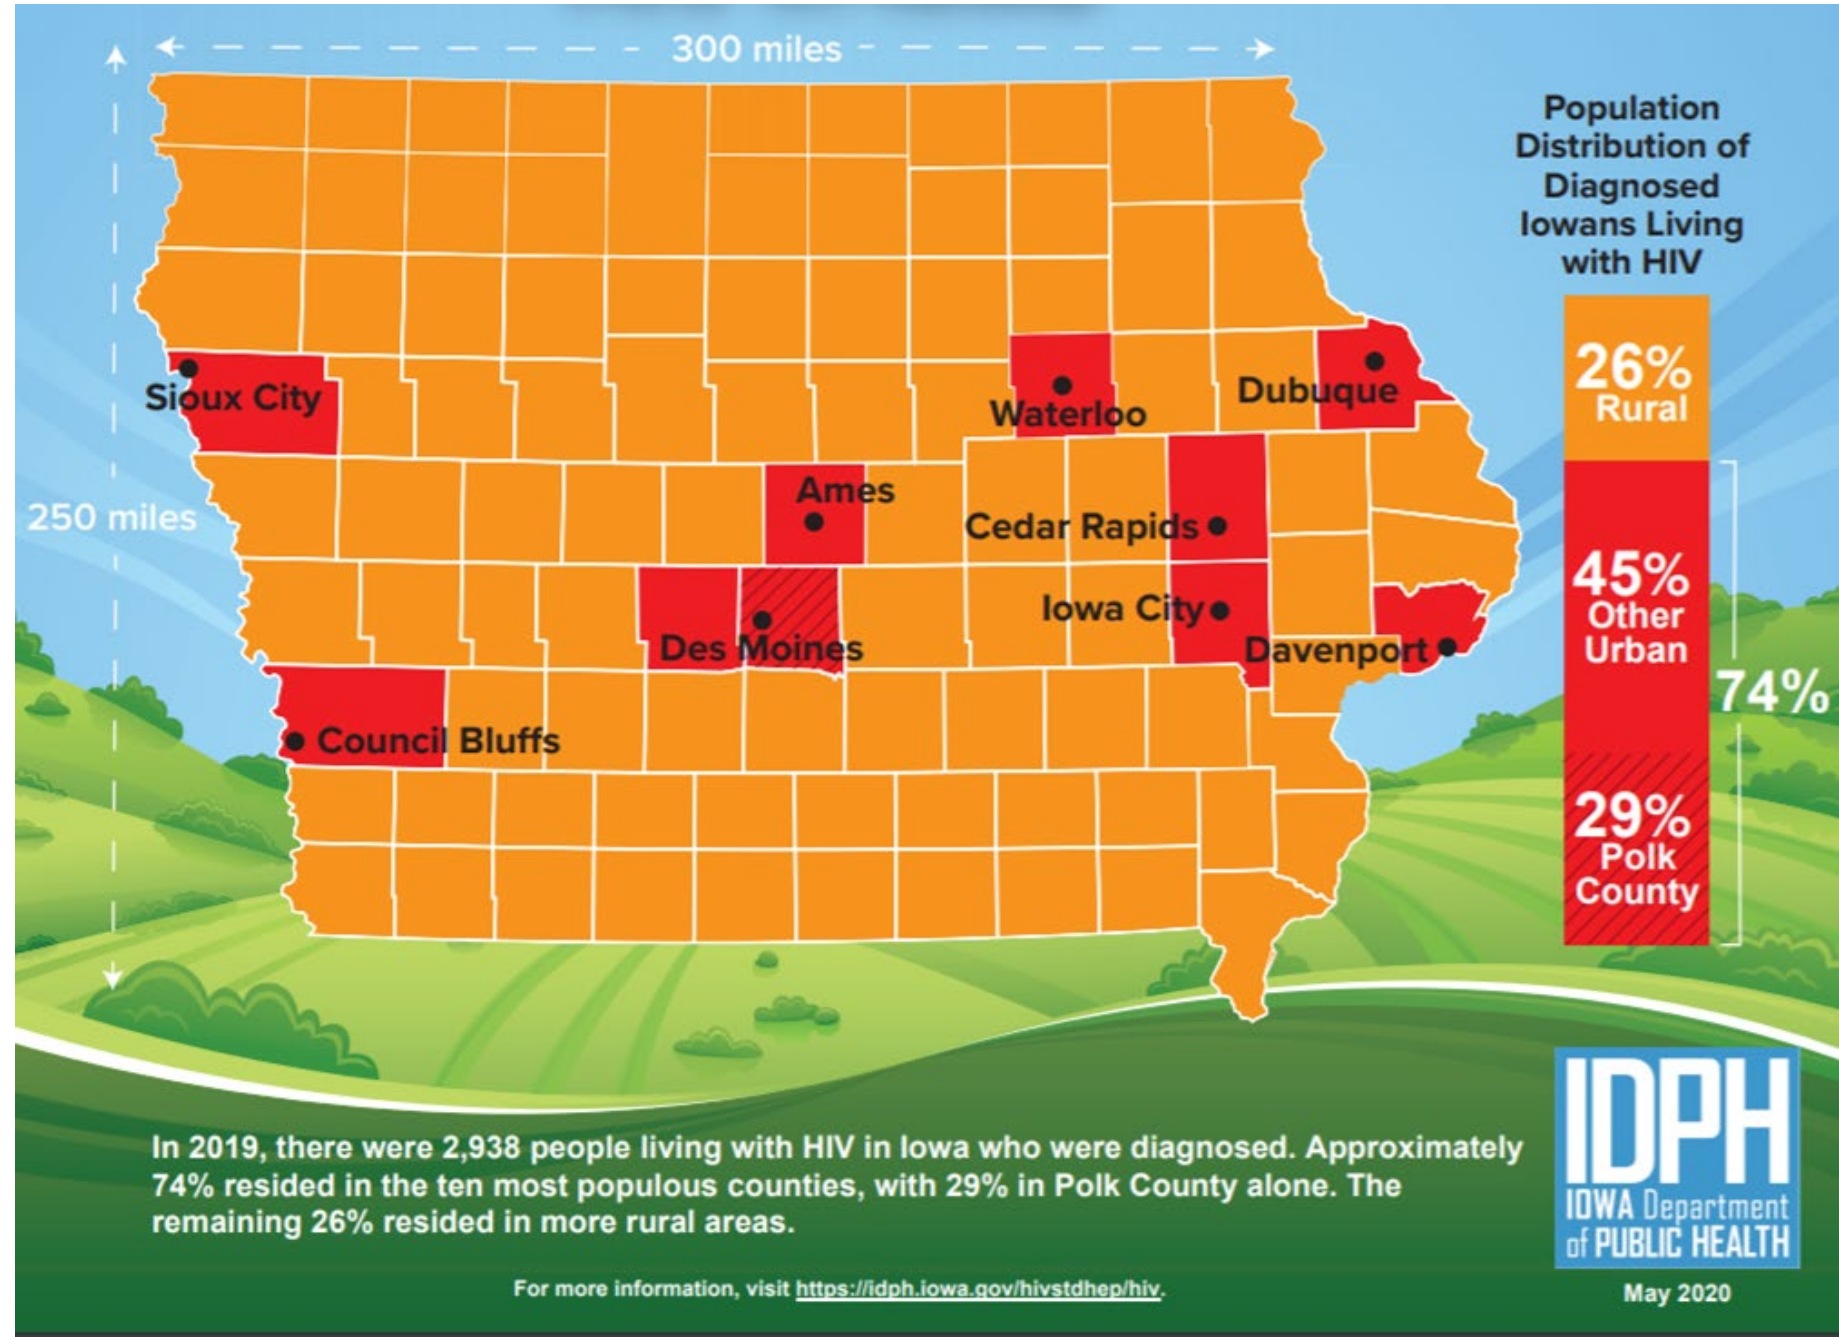 300 miles
Population
Distribution of
Diagnosed
Iowans Living
with HIV
26%
Rural
Sioux City
Waterloo
Dubuque
Ames
250 miles
Cedar Rapids
45%
Other
Urban
Iowa City
Des Moines
Davenport
74%
Council Bluffs
29%
Polk
County
In 2019, there were 2,938 people living with HIV in Iowa who were diagnosed. Approximately
74% resided in the ten most populous counties, with 29% in Polk County alone. The
remaining 26% resided in more rural areas.
IDPH
IOWA Department
of PUBLIC HEALTH
For more information, visit https://idph.iowa.gov/hivstdhep/hiv.
May 2020